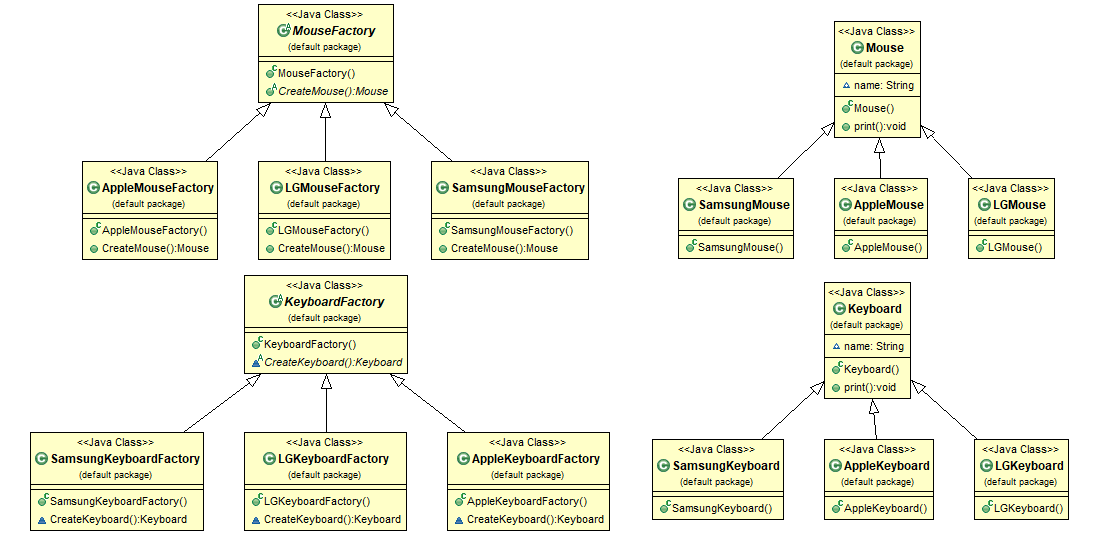 <<Java Class>>
MouseFactory
(default package)
MouseFactory()
CreateMouse():Mouse
<<Java Class>>
AppleMouseFactory
(default package)
AppleMouseFactory()
CreateMouse():Mouse
<<Java Class>>
LGMouseFactory
(default package)
LGMouseFactory()
CreateMouse():Mouse
<<Java Class>>
SamsungMouseFactory
(default package)
SamsungMouseFactory()
CreateMouse():Mouse
<<Java Class>>
Mouse
(default package)
name: String
Mouse()
print():void
<<Java Class>>
SamsungMouse
(default package)
SamsungMouse()
<<Java Class>>
AppleMouse
(default package)
AppleMouse()
<<Java Class>>
LGMouse
(default package)
LGMouse()
<<Java Class>>
KeyboardFactory
(default package)
KeyboardFactory()
CreateKeyboard():Keyboard
<<Java Class>>
SamsungKeyboardFactory
(default package)
SamsungKeyboardFactory()
CreateKeyboard():Keyboard
<<Java Class>>
LGKeyboardFactory
(default package)
LGKeyboardFactory()
CreateKeyboard():Keyboard
<<Java Class>>
AppleKeyboardFactory
(default package)
AppleKeyboardFactory()
CreateKeyboard():Keyboard
<<Java Class>>
Keyboard
(default package)
name: String
Keyboard()
print():void
<<Java Class>>
SamsungKeyboard
(default package)
SamsungKeyboard()
<<Java Class>>
AppleKeyboard
(default package)
AppleKeyboard()
<<Java Class>>
LGKeyboard
(default package)
LGKeyboard()